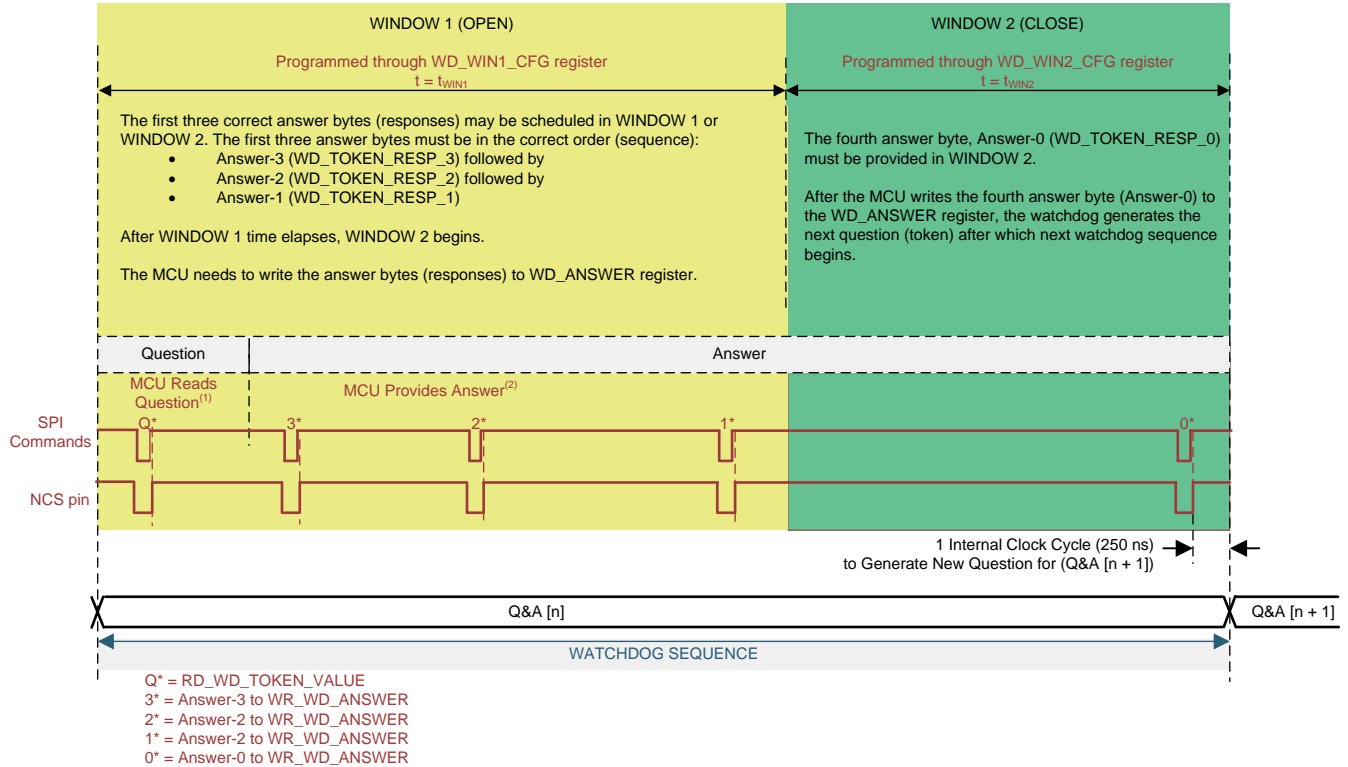 WINDOW 1 (OPEN)
Programmed through WD_WIN1_CFG register
t = tWIN1
The first three correct answer bytes (responses) may be scheduled in WINDOW 1 or
WINDOW 2. The first three answer bytes must be in the correct order (sequence):
• Answer-3 (WD_TOKEN_RESP_3) followed by
• Answer-2 (WD_TOKEN_RESP_2) followed by
• Answer-1 (WD_TOKEN_RESP_1)
After WINDOW 1 time elapses, WINDOW 2 begins.
The MCU needs to write the answer bytes (responses) to WD_ANSWER register.
WINDOW 2 (CLOSE)
Programmed through WD_WIN2_CFG register
t = tWIN2
The fourth answer byte, Answer-0 (WD_TOKEN_RESP_0)
must be provided in WINDOW 2.
After the MCU writes the fourth answer byte (Answer-0) to
the WD_ANSWER register, the watchdog generates the
next question (token) after which next watchdog sequence
begins.
Question
Answer
MCU Reads
Question(1)
MCU Provides Answer(2)
SPI
Commands
Q*
3*
2*
1*
0*
NCS pin
1 Internal Clock Cycle (250 ns)
to Generate New Question for (Q&A [n + 1])
Q&A [n]
Q&A [n + 1]
WATCHDOG SEQUENCE
Q* = RD_WD_TOKEN_VALUE
3* = Answer-3 to WR_WD_ANSWER
2* = Answer-2 to WR_WD_ANSWER
1* = Answer-2 to WR_WD_ANSWER
0* = Answer-0 to WR_WD_ANSWER